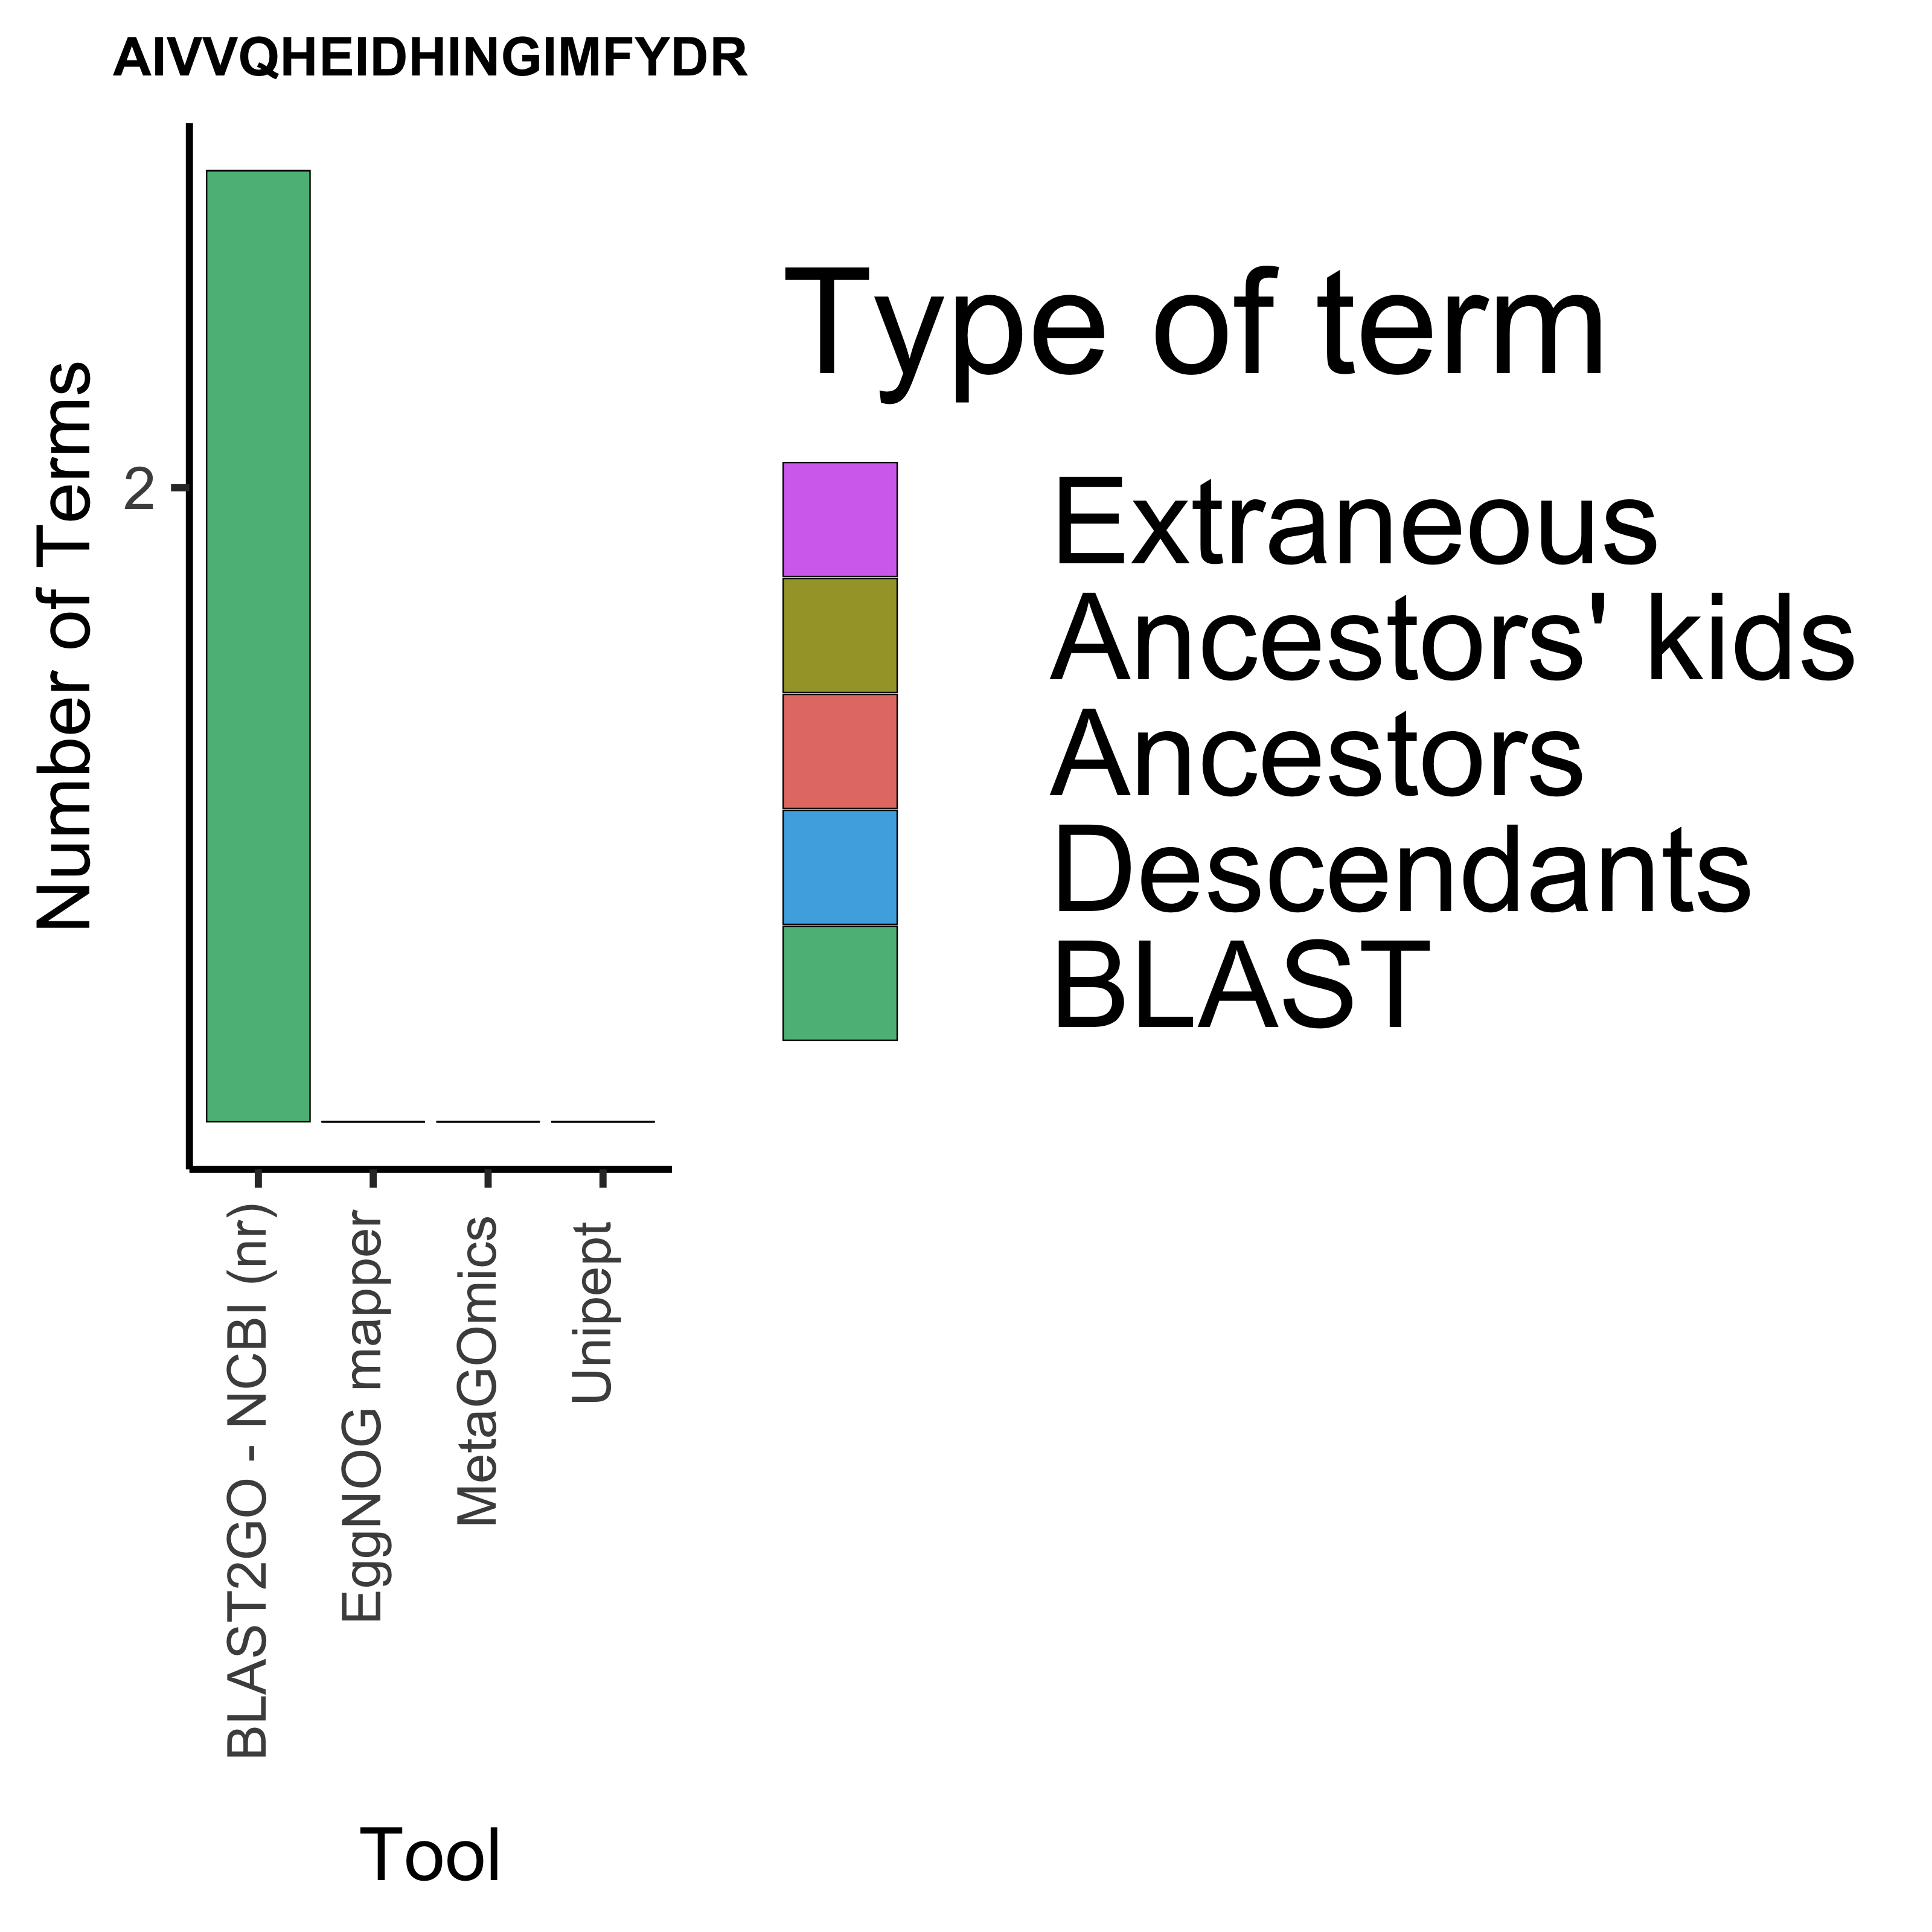 AIVVQHEIDHINGIMFYDR
Number of Terms
2
Type of term
Extraneous
Ancestors' kids
Ancestors
Descendants
BLAST
BLAST2GO - NCBI (nr)
EggNOG mapper
MetaGOmics
Unipept
Tool